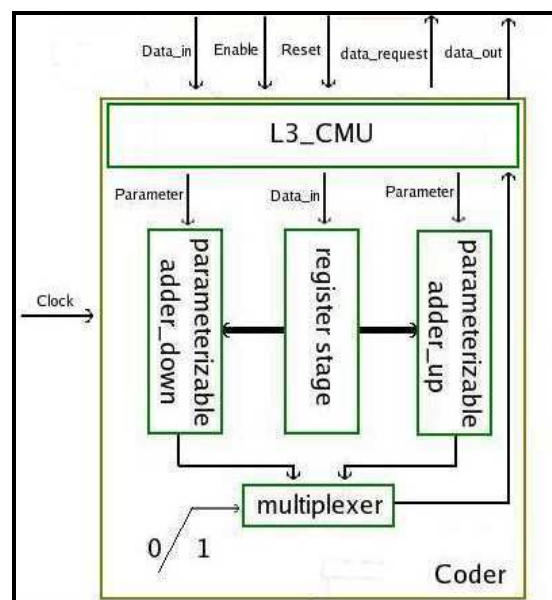 Data_in Enable Reset data_request data_out
L3_CMU
Parameter Data_in Parameter
parameterizable
adder_down
register stage
parameterizable
adder_up
Clock
multiplexer
0 1
Coder